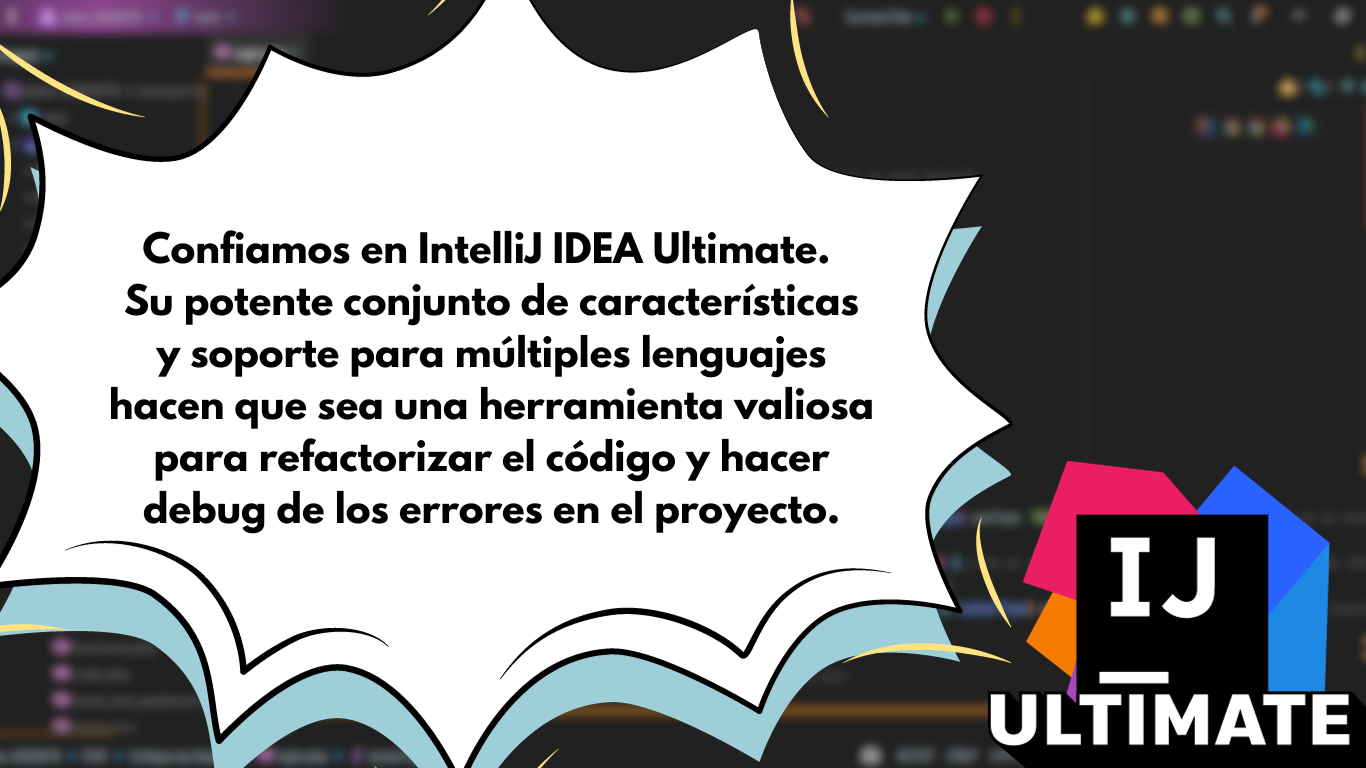 Confiamos en IntelliJ IDEA Ultimate.
Su potente conjunto de características
y soporte para múltiples lenguajes
hacen que sea una herramienta valiosa
para refactorizar el código y hacer
debug de los errores en el proyecto.
IJ
ULTIMATE